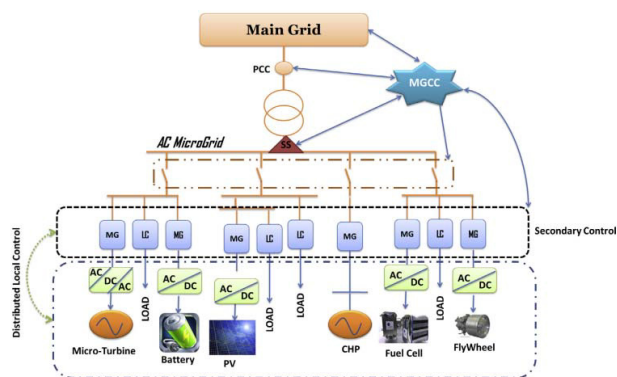 Main Grid
PCC
MGCC
SS
AC MicroGrid
MG
LC
MG
MG
LC
LC
MG
MG
LC
MG
Secondary Control
Distributed Local Control
AC
DC
AC
LOAD
AC
DC
AC
DC
LOAD
LOAD
AC
DC
LOAD
AC
DC
Micro-Turbine
Battery
PV
CHP
Fuel Cell
FlyWheel